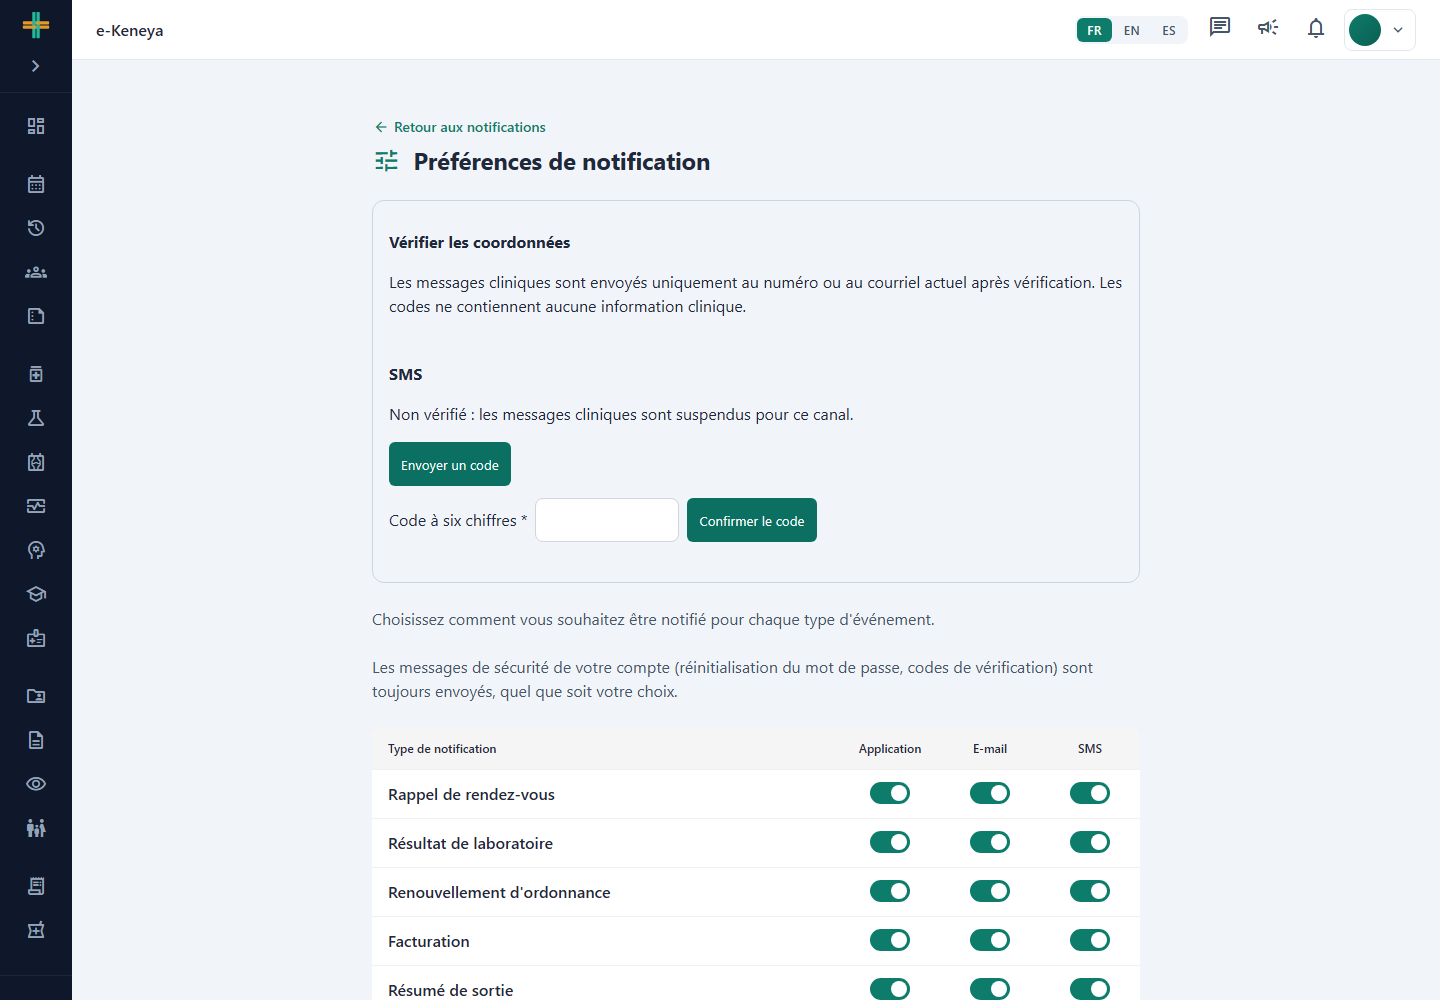 e-Keneya
FR EN ES
Retour aux notifications
Préférences de notification
Vérifier les coordonnées
Les messages cliniques sont envoyés uniquement au numéro ou au courriel actuel après vérification. Les
codes ne contiennent aucune information clinique.
SMS
Non vérifié : les messages cliniques sont suspendus pour ce canal.
Envoyer un code
Code à six chiffres *
Confirmer le code
Choisissez comment vous souhaitez être notifié pour chaque type d'événement.
Les messages de sécurité de votre compte (réinitialisation du mot de passe, codes de vérification) sont
toujours envoyés, quel que soit votre choix.
Type de notification Application E-mail SMS
Rappel de rendez-vous
Résultat de laboratoire
Renouvellement d'ordonnance
Facturation
Résumé de sortie